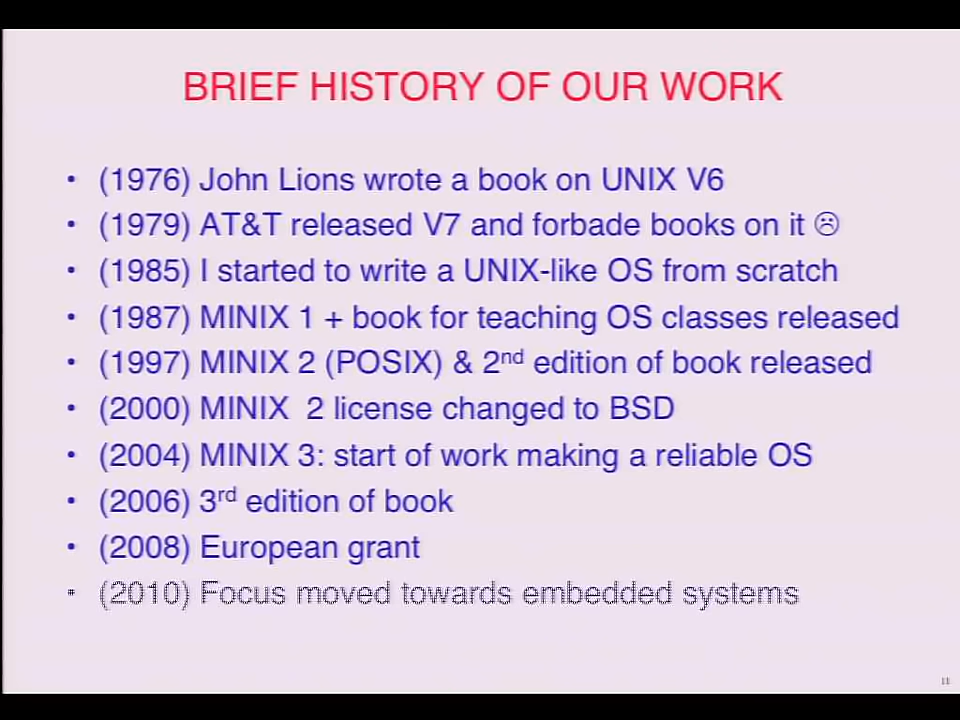 BRIEF HISTORY OF OUR WORK
• (1976) John Lions wrote a book on UNIX V6
• (1979) AT&T released V7 and forbade books on it ☹
• (1985) I started to write a UNIX-like OS from scratch
• (1987) MINIX 1 + book for teaching OS classes released
• (1997) MINIX 2 (POSIX) & 2nd edition of book released
• (2000) MINIX 2 license changed to BSD
• (2004) MINIX 3: start of work making a reliable OS
• (2006) 3rd edition of book
• (2008) European grant
• (2010) Focus moved towards embedded systems